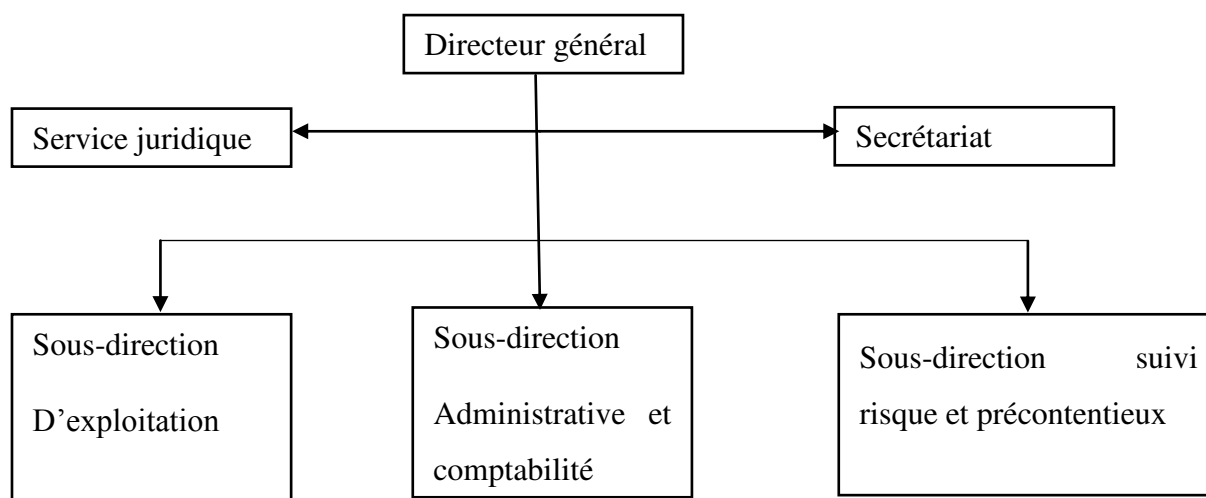 Directeur général
Service juridique
Secrétariat
Sous-direction
D’exploitation
Sous-direction
Administrative et
comptabilité
Sous-direction suivi
risque et précontentieux